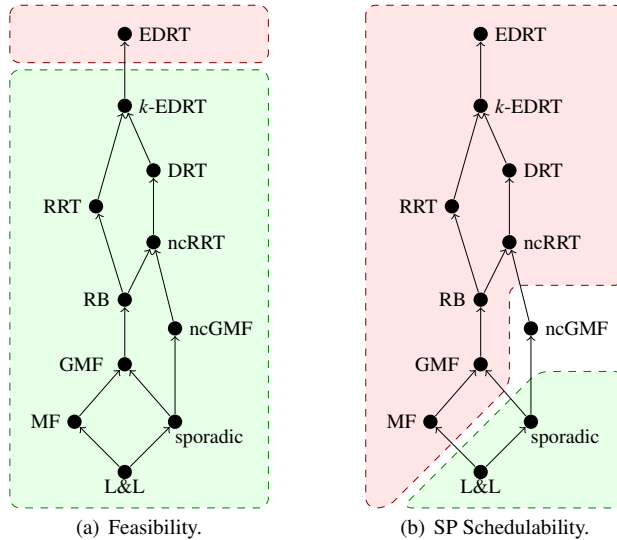 EDRT
k-EDRT
DRT
RRT
ncRRT
RB
ncGMF
GMF
MF
sporadic
L&L
(a) Feasibility.
EDRT
k-EDRT
DRT
RRT
ncRRT
RB
ncGMF
GMF
MF
sporadic
L&L
(b) SP Schedulability.